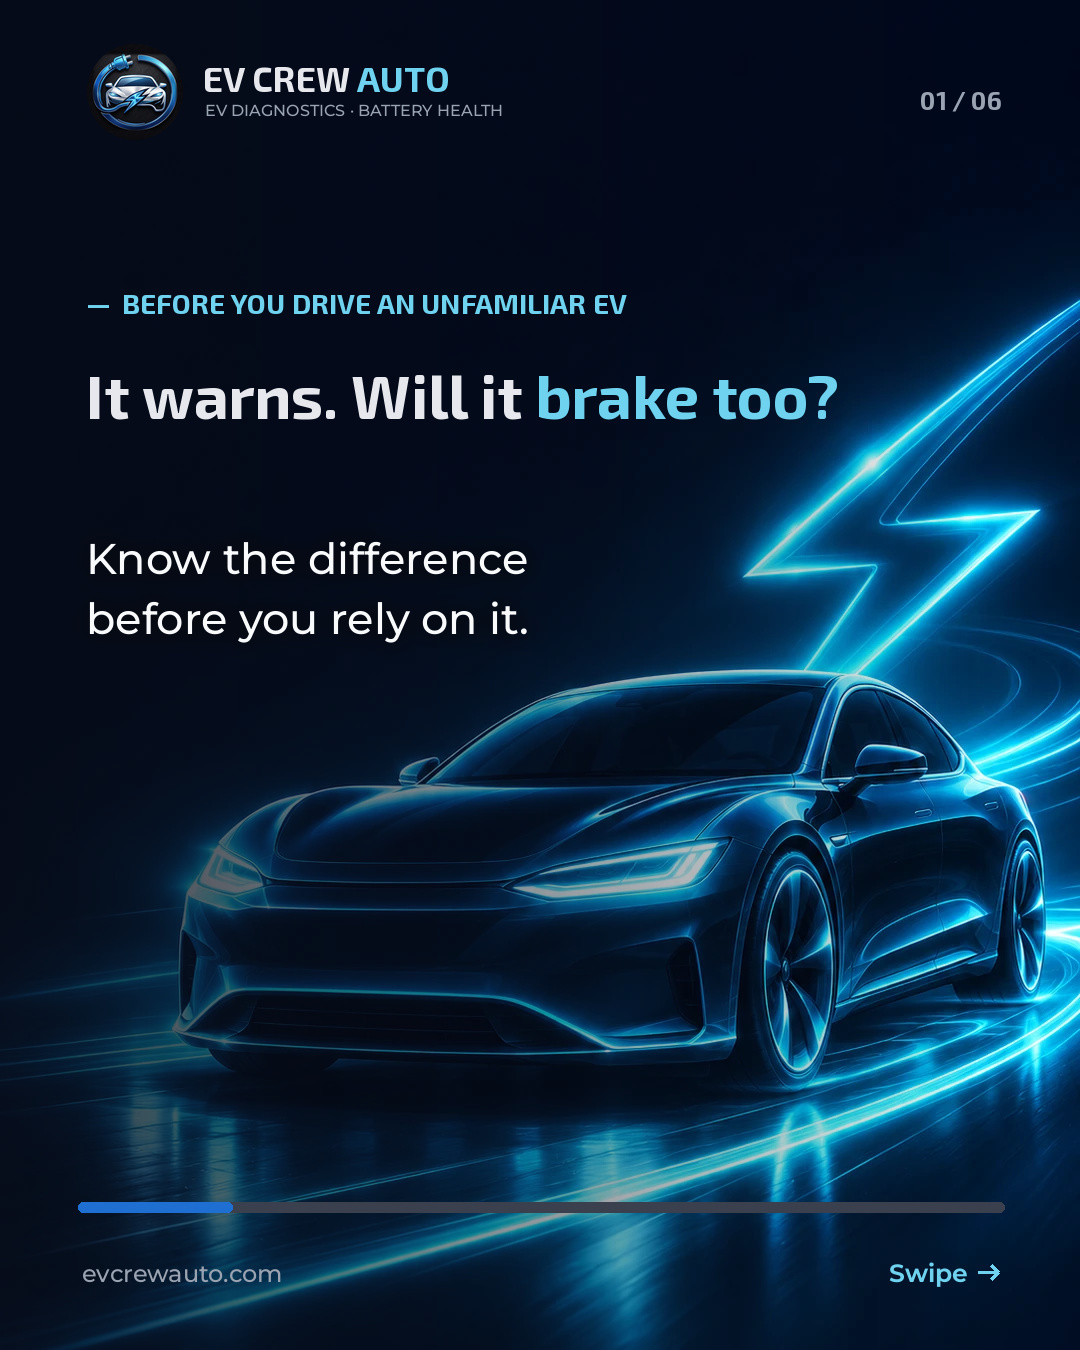 EV CREW AUTO
EV DIAGNOSTICS · BATTERY HEALTH
01 / 06
— BEFORE YOU DRIVE AN UNFAMILIAR EV
It warns. Will it brake too?
Know the difference
before you rely on it.
evcrewauto.com
Swipe →